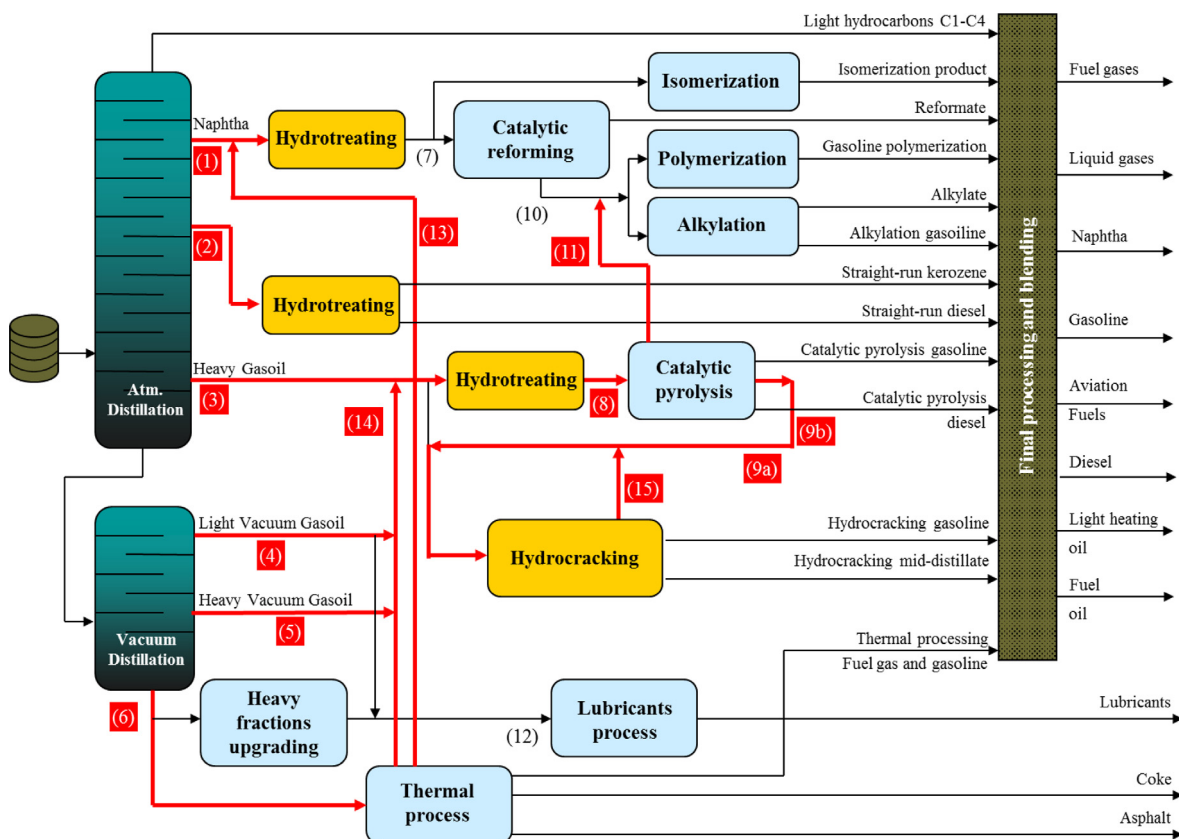 Light hydrocarbons C1-C4
Isomerization
Isomerization product
Fuel gases
Naphtha
Hydrotreating
Catalytic
reforming
Reformate
(1)
(7)
Polymerization
Gasoline polymerization
Liquid gases
Alkylate
(10)
Alkylation
(2)
(13)
(11)
Alkylation gasoiline
Naphtha
Hydrotreating
Straight-run kerozene
Straight-run diesel
Gasoline
Heavy Gasoil
(3)
Hydrotreating
(8)
Catalytic
pyrolysis
Catalytic pyrolysis gasoline
Catalytic pyrolysis
diesel
Aviation
Fuels
Atm.
Distillation
(14)
(9b)
(9a)
(15)
Final processing and blending
Diesel
Light Vacuum Gasoil
(4)
Hydrocracking
Hydrocracking gasoline
Hydrocracking mid-distillate
Light heating
oil
Heavy Vacuum Gasoil
(5)
Fuel
oil
Vacuum
Distillation
Thermal processing
Fuel gas and gasoline
(6)
Heavy
fractions
upgrading
(12)
Lubricants
process
Lubricants
Thermal
process
Coke
Asphalt